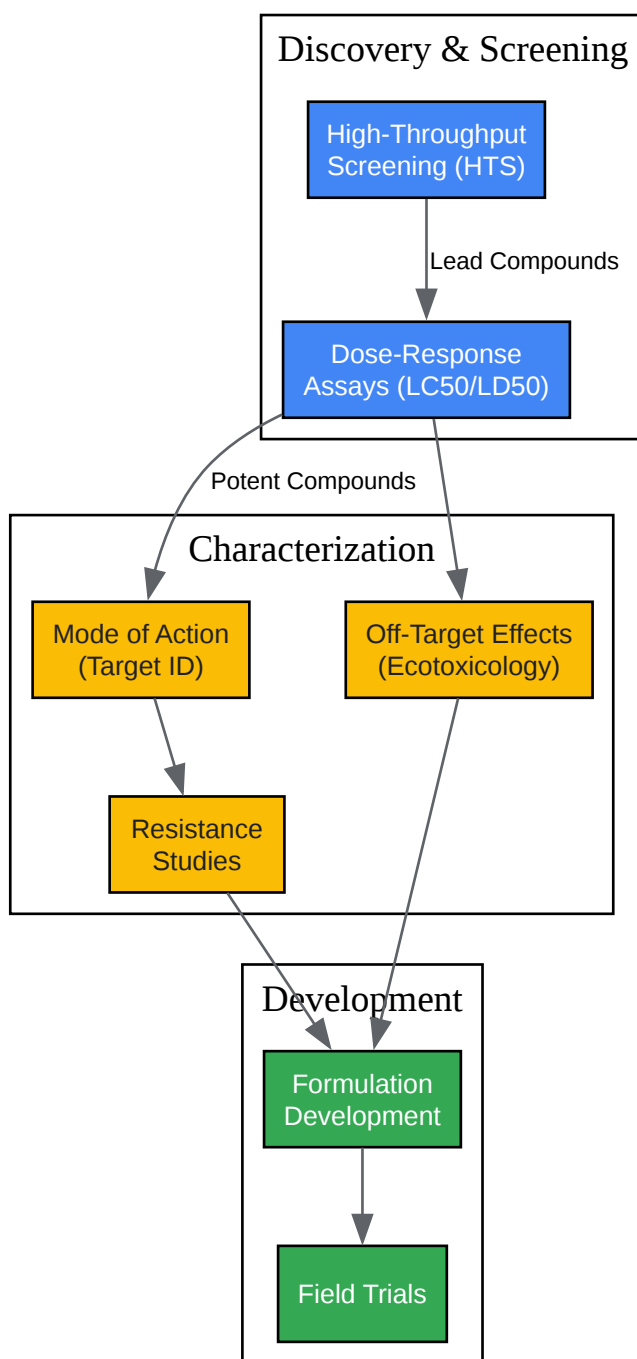 Discovery & Screening
High-Throughput
Screening (HTS)
Lead Compounds
Dose-Response
Assays (LC50/LD50)
Potent Compounds
Characterization
Mode of Action
(Target ID)
Off-Target Effects
(Ecotoxicology)
Resistance
Studies
Development
Formulation
Development
Field Trials